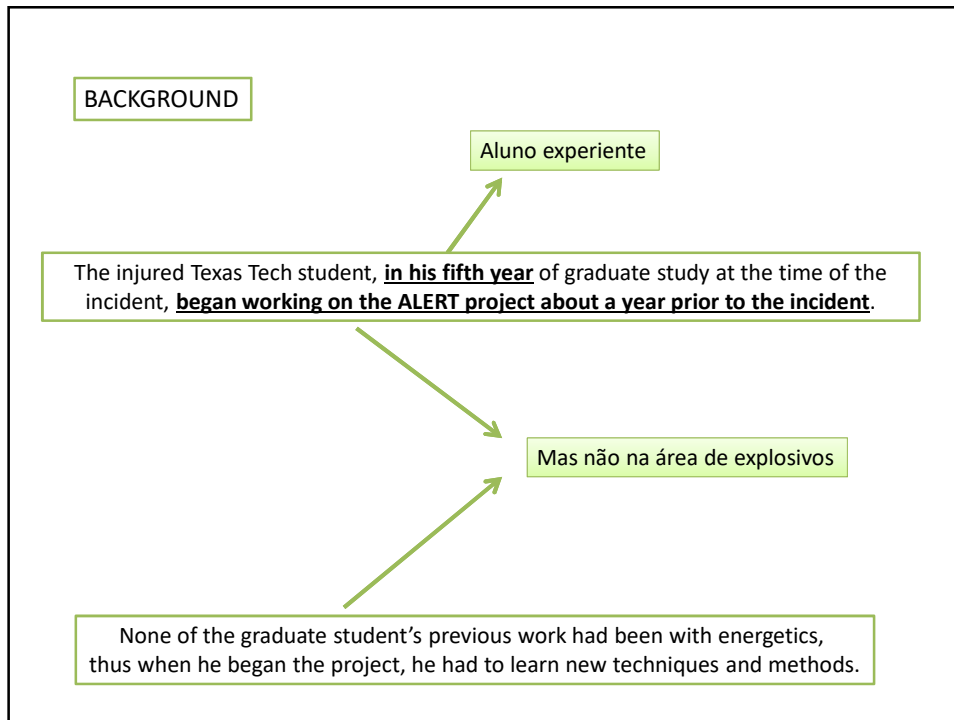 BACKGROUND
Aluno experiente
The injured Texas Tech student, in his fifth year of graduate study at the time of the
incident, began working on the ALERT project about a year prior to the incident.
Mas não na área de explosivos
None of the graduate student’s previous work had been with energetics,
thus when he began the project, he had to learn new techniques and methods.